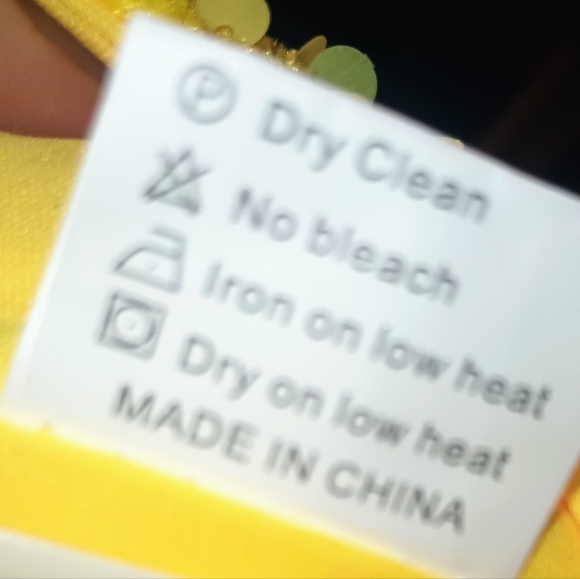 P Dry Clean
No bleach
Iron on low heat
Dry on low heat
MADE IN CHINA